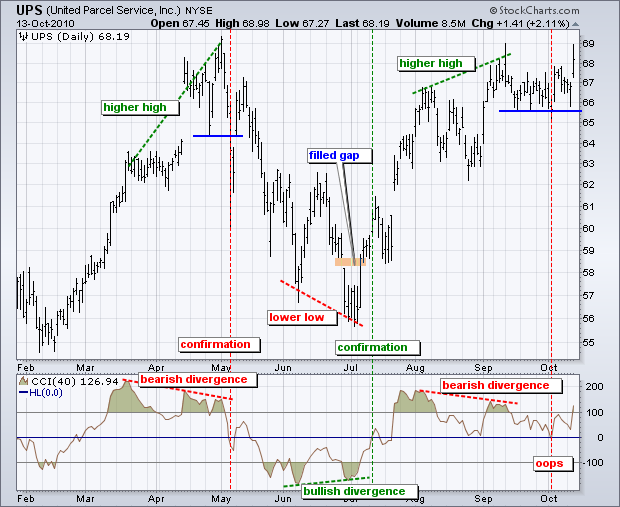 UPS (United Parcel Service, Inc.) NYSE © StockCharts.com
13-Oct-2010 Open 67.45 High 68.98 Low 67.27 Last 68.19 Volume 8.5M Chg +1.41 (+2.11%)
UPS (Daily) 68.19
69
68
67
66
65
64
63
62
61
60
59
58
57
56
55
higher high
higher high
filled gap
lower low
confirmation
confirmation
Feb Mar Apr May Jun Jul Aug Sep Oct
CCI(40) 126.94
HL(0.0)
bearish divergence
bearish divergence
200
100
0
-100
oops
bullish divergence
Feb Mar Apr May Jun Jul Aug Sep Oct